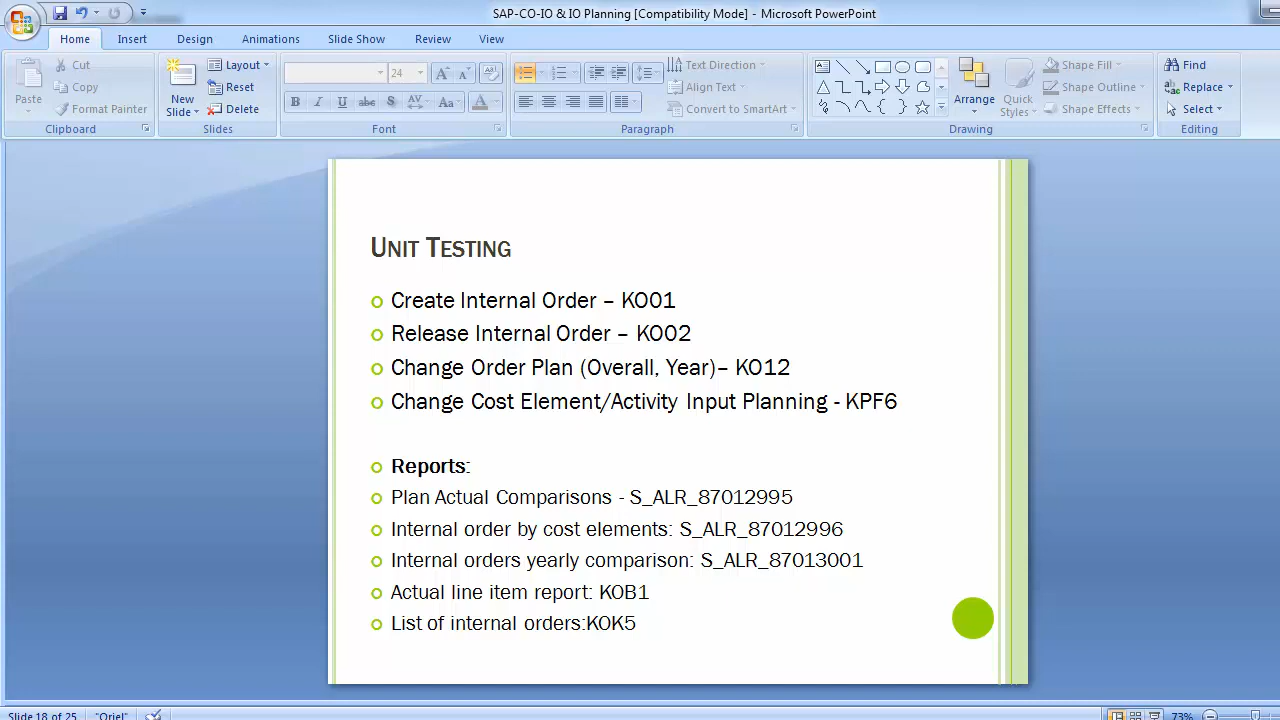 SAP-CO-IO & IO Planning [Compatibility Mode] - Microsoft PowerPoint
Home Insert Design Animations Slide Show Review View
Paste
Cut
Copy
Format Painter
Clipboard
New Slide
Layout
Reset
Delete
Slides
24
B I U abc S AV Aa A
Font
Text Direction
Align Text
Convert to SmartArt
Paragraph
Arrange
Quick Styles
Shape Fill
Shape Outline
Shape Effects
Drawing
Find
Replace
Select
Editing
UNIT TESTING
Create Internal Order – KO01
Release Internal Order – KO02
Change Order Plan (Overall, Year)– KO12
Change Cost Element/Activity Input Planning - KPF6
Reports:
Plan Actual Comparisons - S_ALR_87012995
Internal order by cost elements: S_ALR_87012996
Internal orders yearly comparison: S_ALR_87013001
Actual line item report: KOB1
List of internal orders:KOK5
Slide 18 of 25 "Oriel" 73%